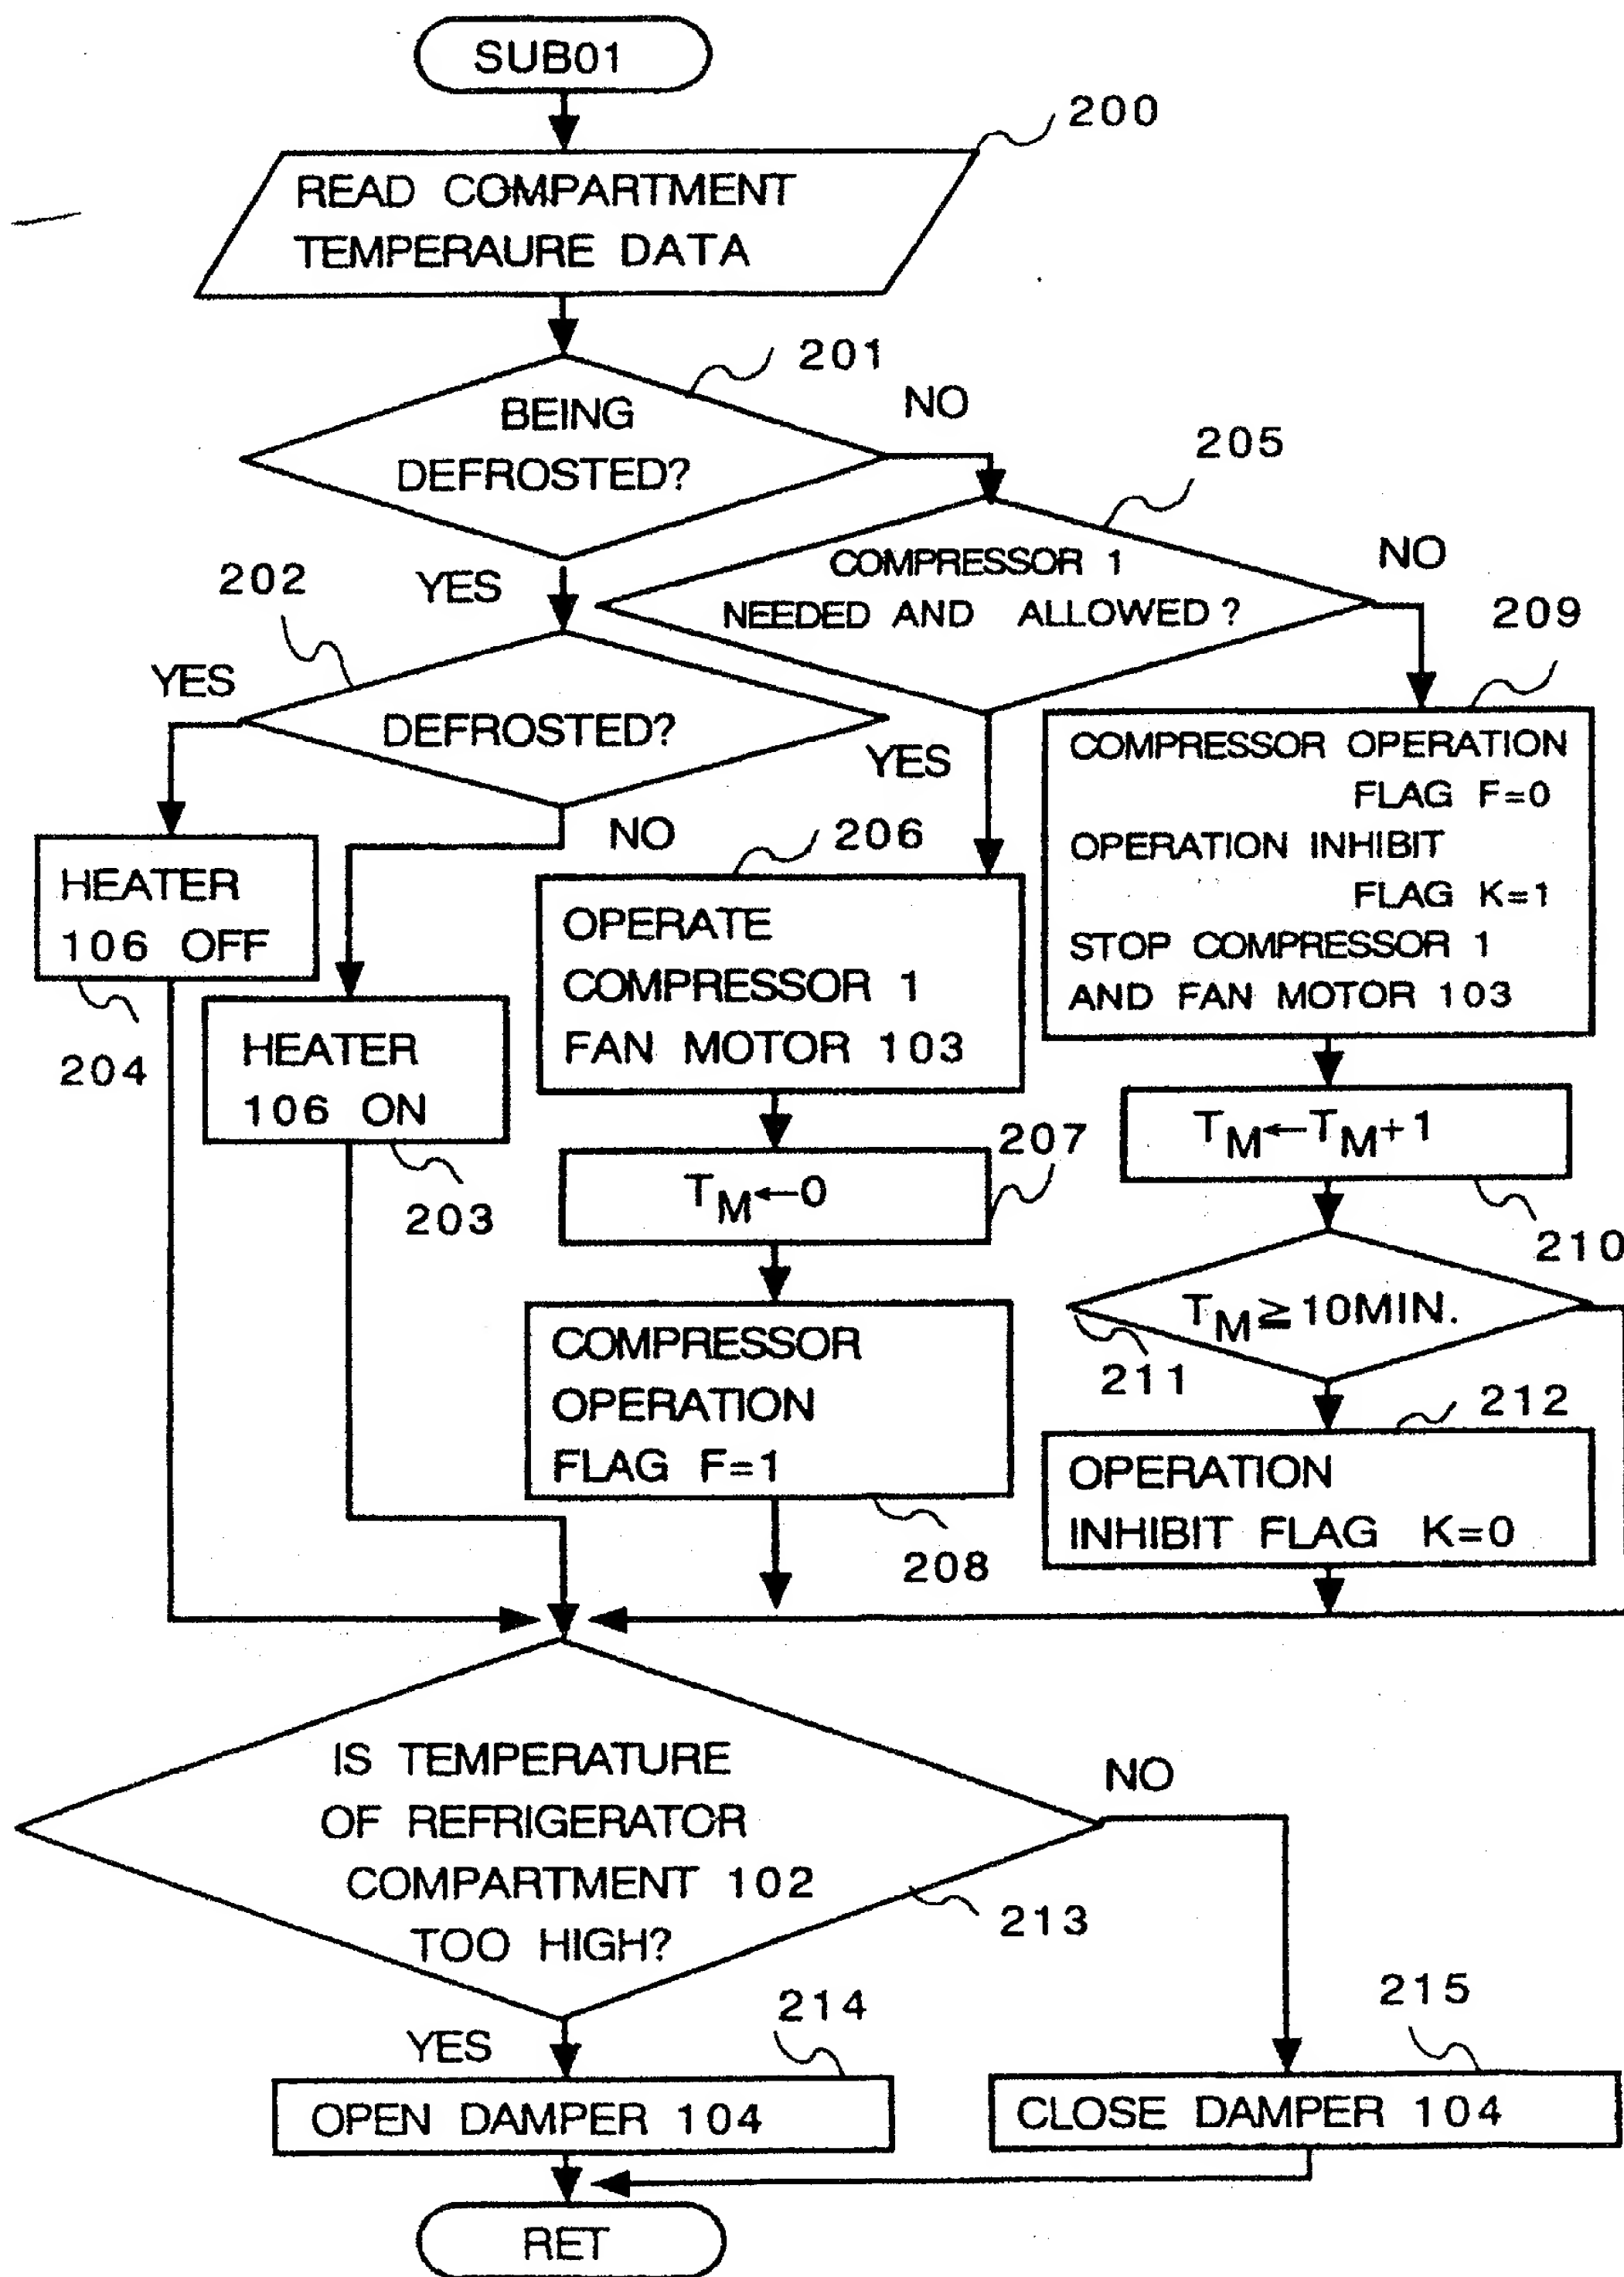 SUB01
200
READ COMPARTMENT
TEMPERAURE DATA
201
BEING
DEFROSTED?
NO
205
COMPRESSOR 1
NEEDED AND ALLOWED?
NO
YES
202
YES
DEFROSTED?
YES
NO
209
COMPRESSOR OPERATION
FLAG F=0
OPERATION INHIBIT
FLAG K=1
STOP COMPRESSOR 1
AND FAN MOTOR 103
206
HEATER
106 OFF
204
OPERATE
COMPRESSOR 1
FAN MOTOR 103
HEATER
106 ON
203
207
TM←0
TM←TM+1
210
TM≧10MIN.
211
COMPRESSOR
OPERATION
FLAG F=1
208
212
OPERATION
INHIBIT FLAG K=0
IS TEMPERATURE
OF REFRIGERATOR
COMPARTMENT 102
TOO HIGH?
NO
213
YES
214
215
OPEN DAMPER 104
CLOSE DAMPER 104
RET